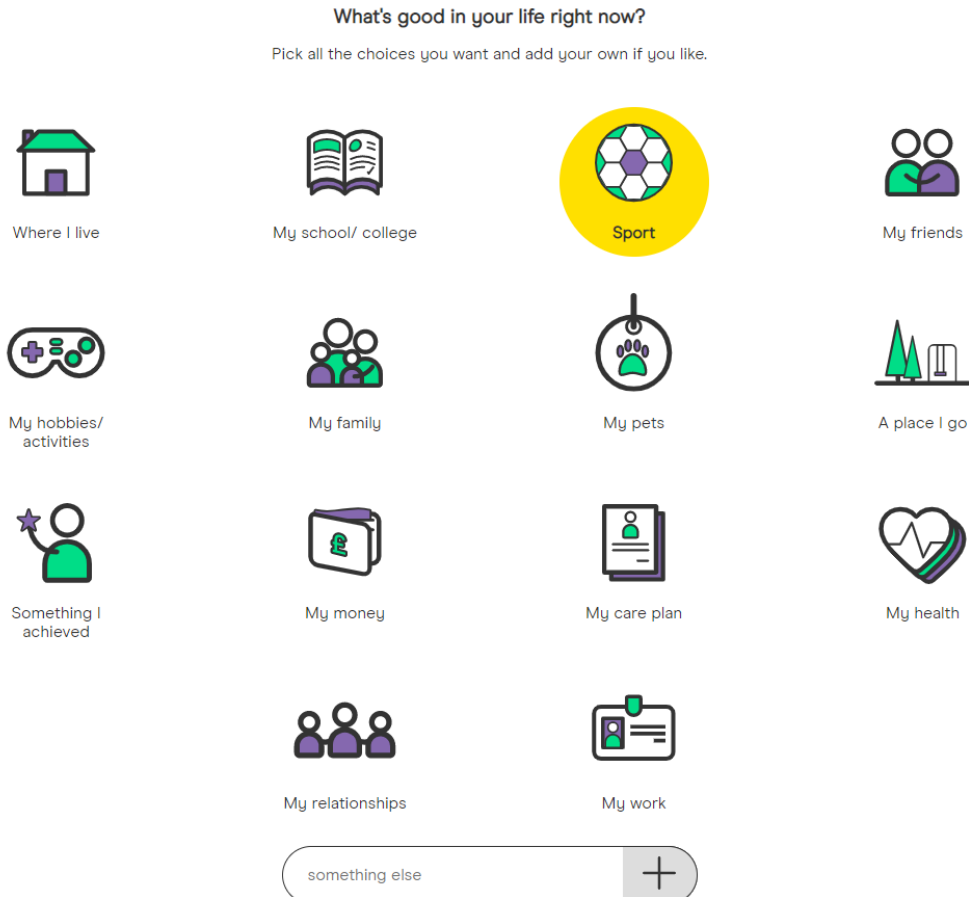 What's good in your life right now?
Pick all the choices you want and add your own if you like.
Where I live
My school/ college
Sport
My friends
My hobbies/
activities
My family
My pets
A place I go
Something I
achieved
£
My money
My care plan
My health
My relationships
My work
something else